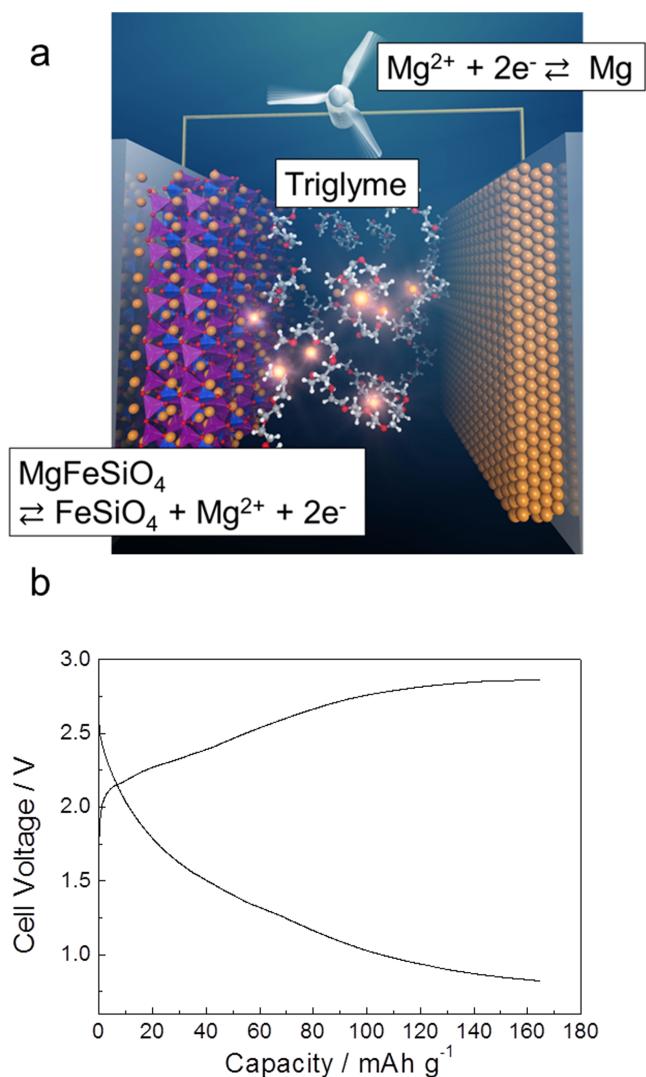 a
Mg²⁺ + 2e⁻ ⇄ Mg
Triglyme
MgFeSiO₄
⇄ FeSiO₄ + Mg²⁺ + 2e⁻
b
3.0
2.5
2.0
1.5
1.0
Cell Voltage / V
0 20 40 60 80 100 120 140 160 180
Capacity / mAh g⁻¹